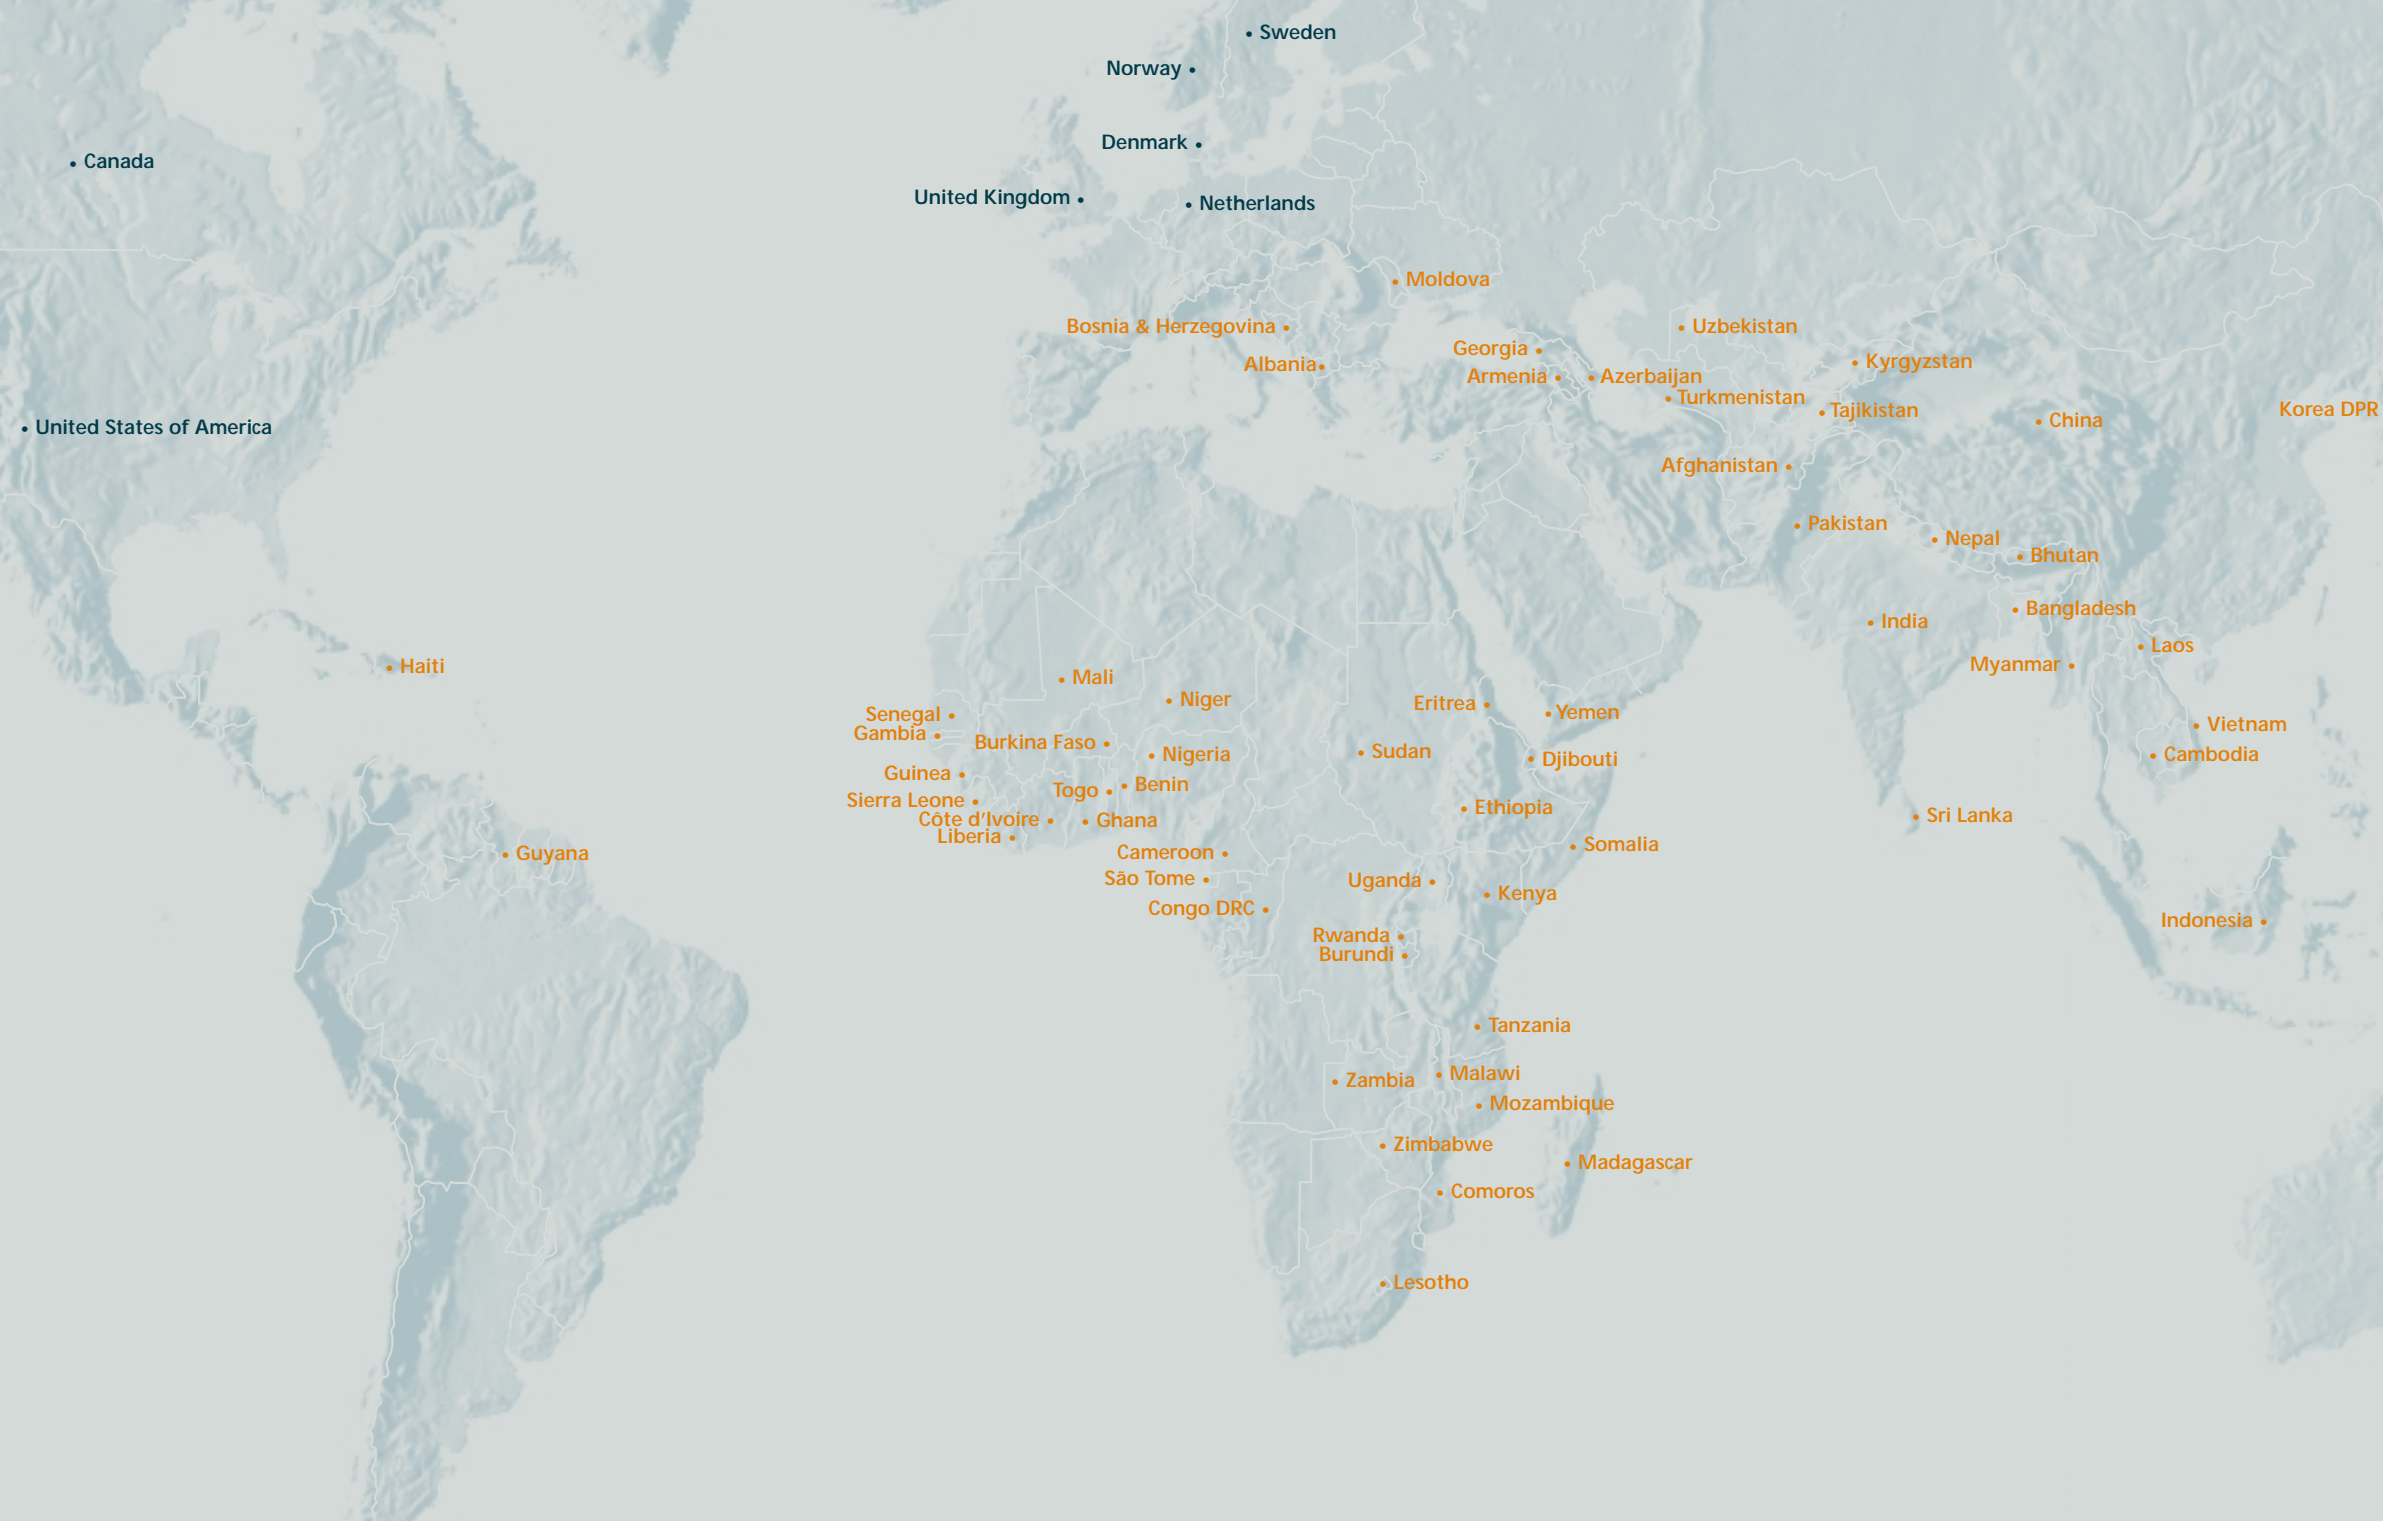 Sweden
Norway
Denmark
Canada
United Kingdom
Netherlands
Moldova
Bosnia & Herzegovina
Uzbekistan
Georgia
Albania
Kyrgyzstan
Armenia
Azerbaijan
Turkmenistan
Tajikistan
Korea DPR
China
United States of America
Afghanistan
Pakistan
Nepal
Bhutan
Bangladesh
India
Laos
Myanmar
Haiti
Mali
Niger
Eritrea
Yemen
Senegal
Gambia
Vietnam
Burkina Faso
Sudan
Nigeria
Cambodia
Djibouti
Guinea
Benin
Togo
Sierra Leone
Ethiopia
Sri Lanka
Côte d’Ivoire
Ghana
Liberia
Somalia
Cameroon
Guyana
São Tome
Uganda
Kenya
Congo DRC
Indonesia
Rwanda
Burundi
Tanzania
Malawi
Zambia
Mozambique
Zimbabwe
Madagascar
Comoros
Lesotho